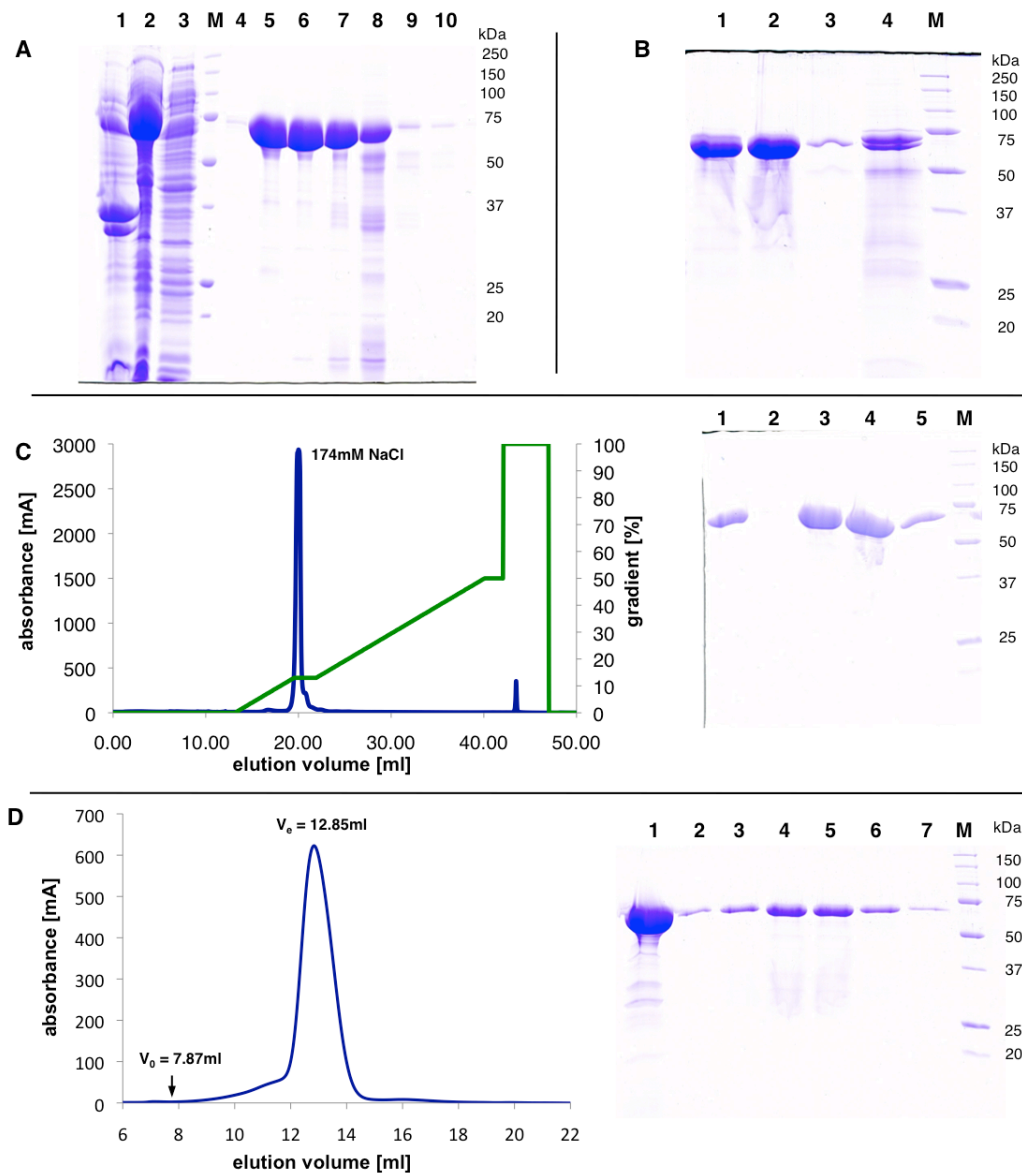 A
1 2 3 M 4 5 6 7 8 9 10
kDa
250
150
100
75
50
37
25
20
B
1 2 3 4 M
kDa
250
150
100
75
50
37
25
20
C
3000
2500
2000
1500
1000
500
0
absorbance [mA]
174mM NaCl
100
90
80
70
60
50
40
30
20
10
0
gradient [%]
0.00 10.00 20.00 30.00 40.00 50.00
elution volume [ml]
1 2 3 4 5 M
kDa
150
100
75
50
37
25
D
700
600
500
400
300
200
100
0
absorbance [mA]
Ve = 12.85ml
V0 = 7.87ml
6 8 10 12 14 16 18 20 22
elution volume [ml]
1 2 3 4 5 6 7 M
kDa
150
100
75
50
37
25
20